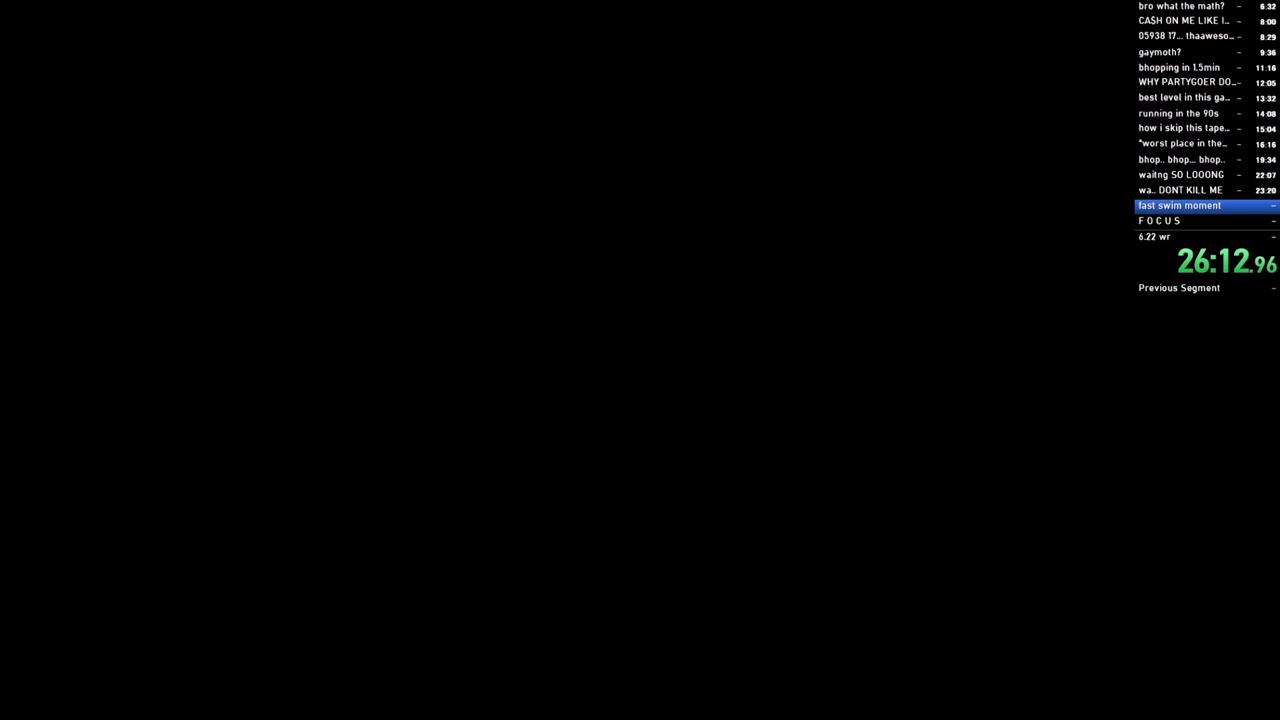 bro what the math? – 6:32
CA$H ON ME LIKE I... – 8:00
05938 17... thaaweso... – 8:29
gaymoth? – 9:36
bhopping in 1.5min – 11:16
WHY PARTYGOER DO... – 12:05
best level in this ga... – 13:32
running in the 90s – 14:08
how i skip this tape... – 15:04
*worst place in the... – 16:16
bhop.. bhop... bhop.. – 19:34
waitng SO LOOONG – 22:07
wa.. DONT KILL ME – 23:20
fast swim moment –
F O C U S –
6.22 wr –
26:12.96
Previous Segment –